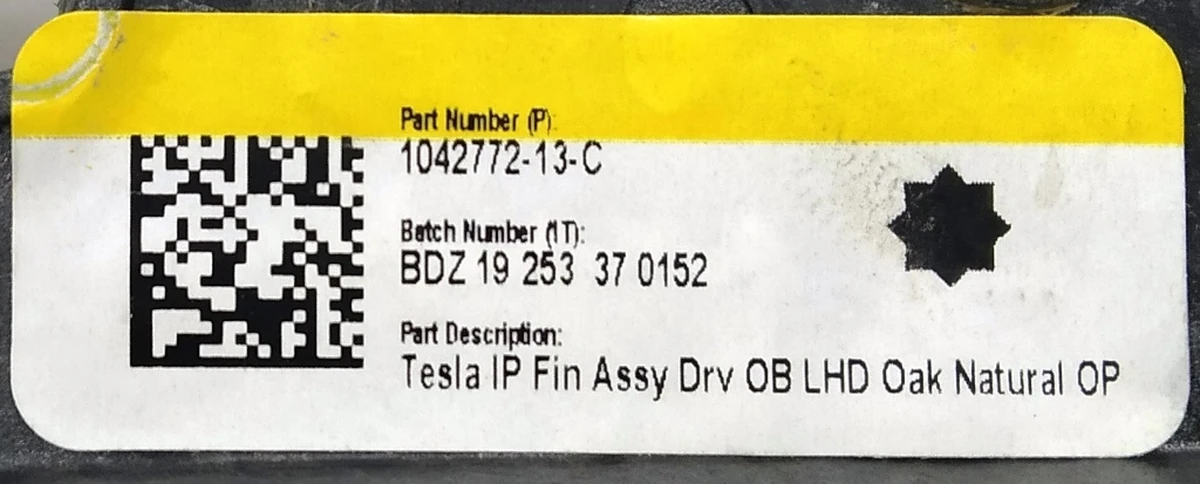 Part Number (P):
1042772-13-C
Batch Number (1T):
BDZ 19 253 37 0152
Part Description:
Tesla IP Fin Assy Drv OB LHD Oak Natural OP